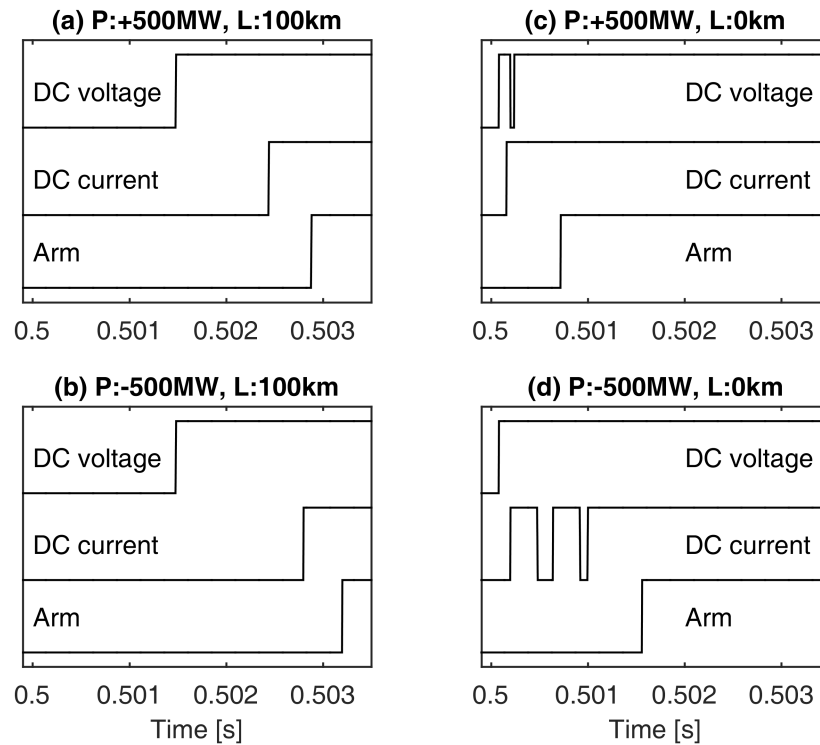 (a) P:+500MW, L:100km
DC voltage
DC current
Arm
0.5 0.501 0.502 0.503
(c) P:+500MW, L:0km
DC voltage
DC current
Arm
0.5 0.501 0.502 0.503
(b) P:-500MW, L:100km
DC voltage
DC current
Arm
0.5 0.501 0.502 0.503
Time [s]
(d) P:-500MW, L:0km
DC voltage
DC current
Arm
0.5 0.501 0.502 0.503
Time [s]